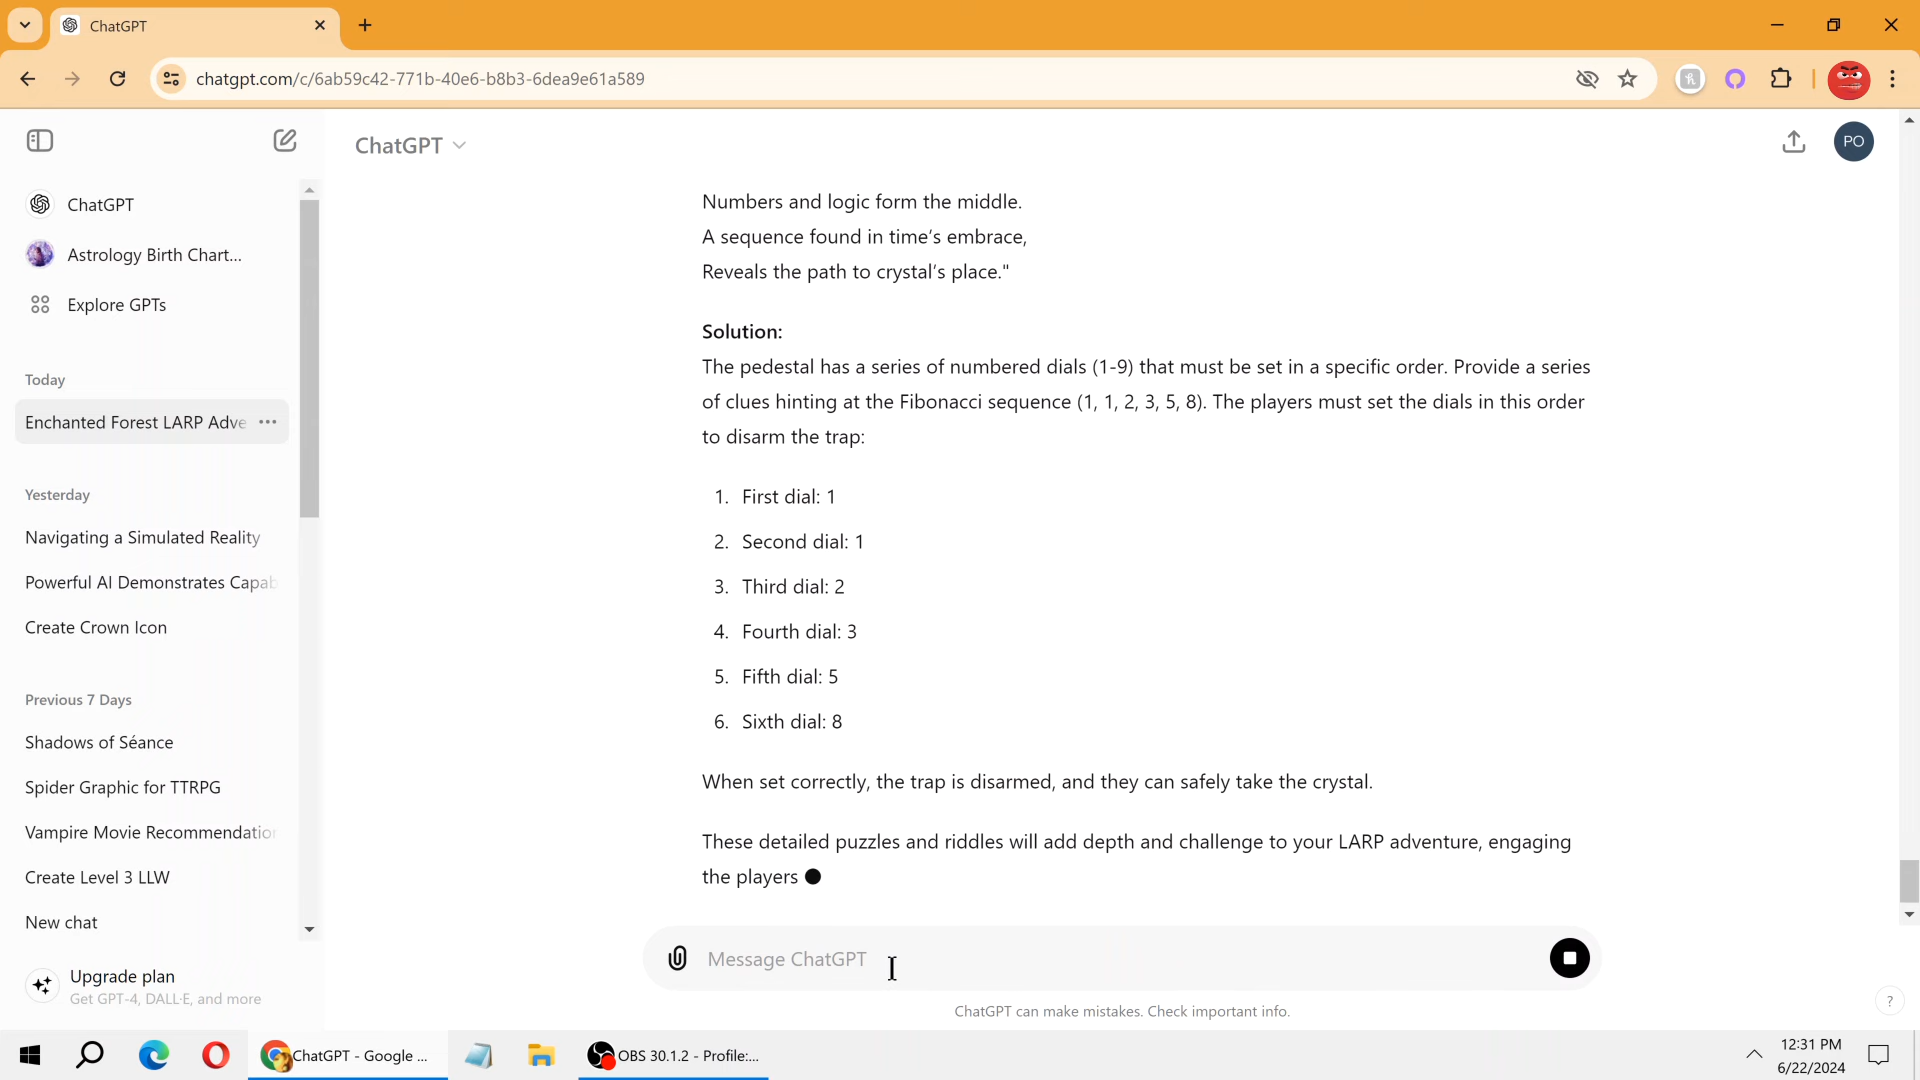 ChatGPT
chatgpt.com/c/6ab59c42-771b-40e6-b8b3-6dea9e61a589
ChatGPT
Astrology Birth Chart...
Explore GPTs
Today
Enchanted Forest LARP Adve
Yesterday
Navigating a Simulated Reality
Powerful AI Demonstrates Capab
Create Crown Icon
Previous 7 Days
Shadows of Séance
Spider Graphic for TTRPG
Vampire Movie Recommendation
Create Level 3 LLW
New chat
Upgrade plan
Get GPT-4, DALL·E, and more
ChatGPT
PO
Numbers and logic form the middle.
A sequence found in time's embrace,
Reveals the path to crystal's place."
Solution:
The pedestal has a series of numbered dials (1-9) that must be set in a specific order. Provide a series
of clues hinting at the Fibonacci sequence (1, 1, 2, 3, 5, 8). The players must set the dials in this order
to disarm the trap:
1. First dial: 1
2. Second dial: 1
3. Third dial: 2
4. Fourth dial: 3
5. Fifth dial: 5
6. Sixth dial: 8
When set correctly, the trap is disarmed, and they can safely take the crystal.
These detailed puzzles and riddles will add depth and challenge to your LARP adventure, engaging
the players
Message ChatGPT
ChatGPT can make mistakes. Check important info.
?
ChatGPT - Google ...
OBS 30.1.2 - Profile:...
12:31 PM
6/22/2024